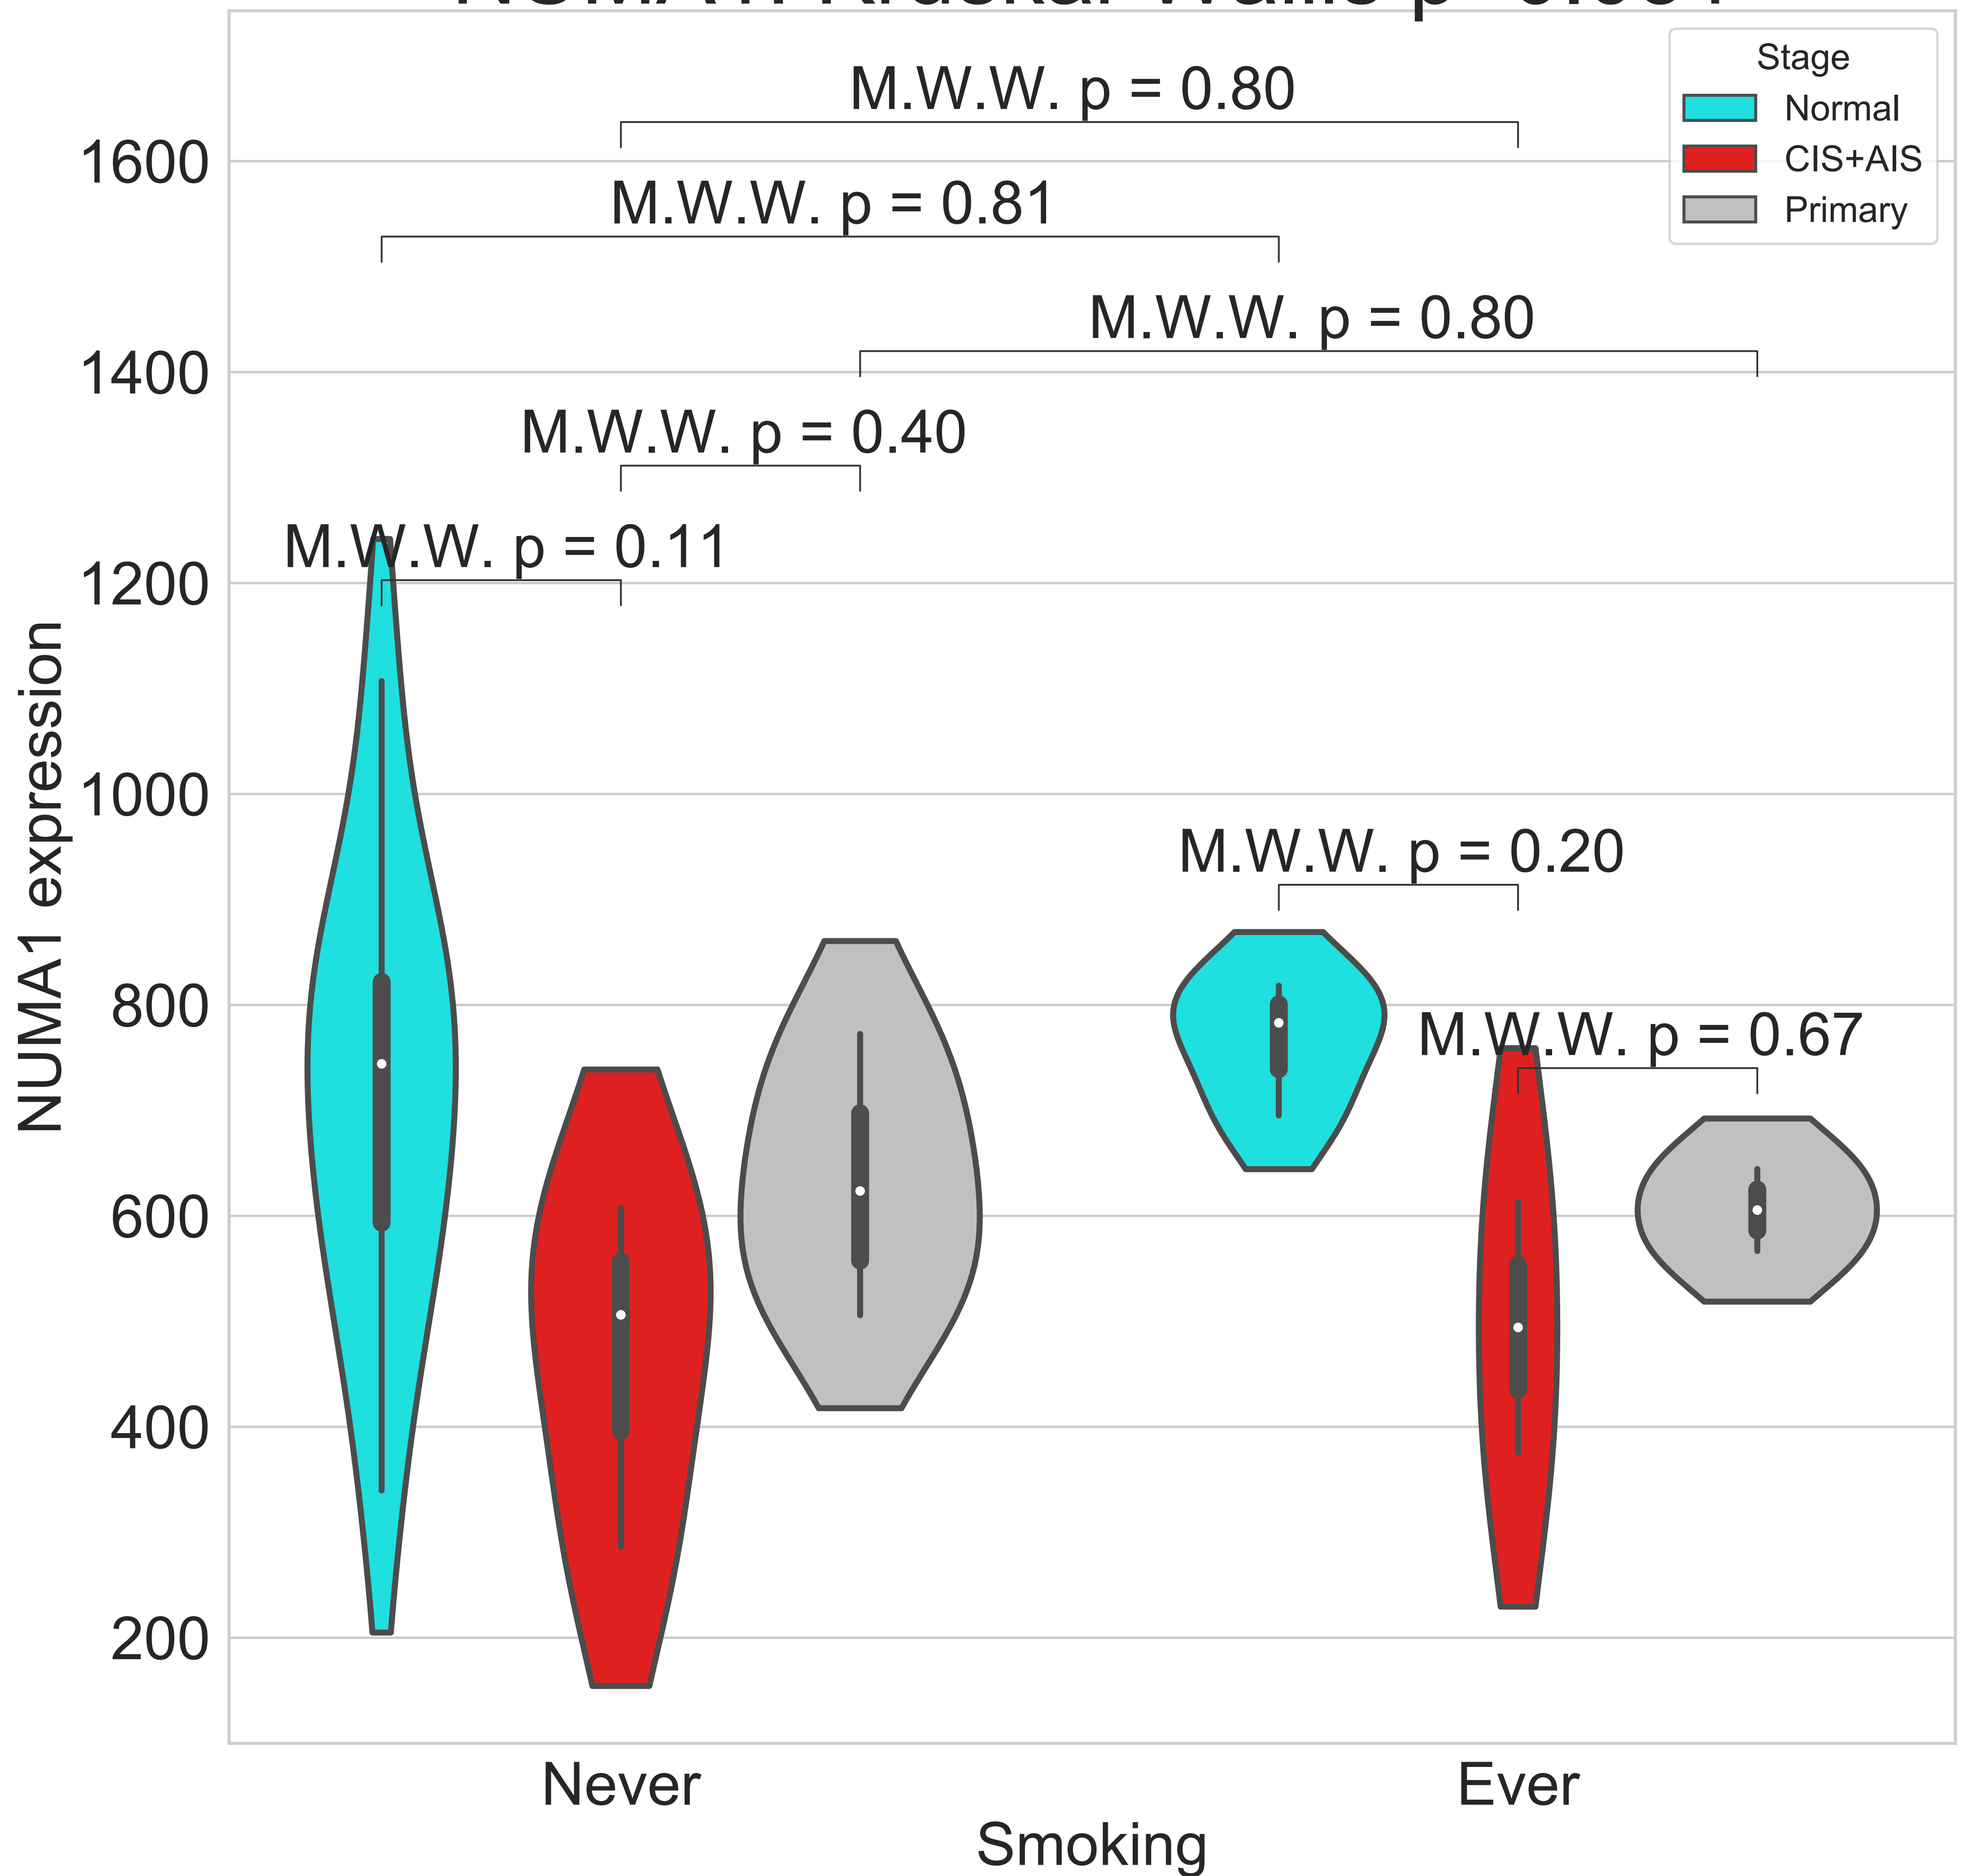 Stage
Normal
CIS+AIS
Primary
M.W.W. p = 0.80
M.W.W. p = 0.81
M.W.W. p = 0.80
M.W.W. p = 0.40
M.W.W. p = 0.11
M.W.W. p = 0.20
M.W.W. p = 0.67
1600
1400
1200
1000
800
600
400
200
NUMA1 expression
Never
Ever
Smoking